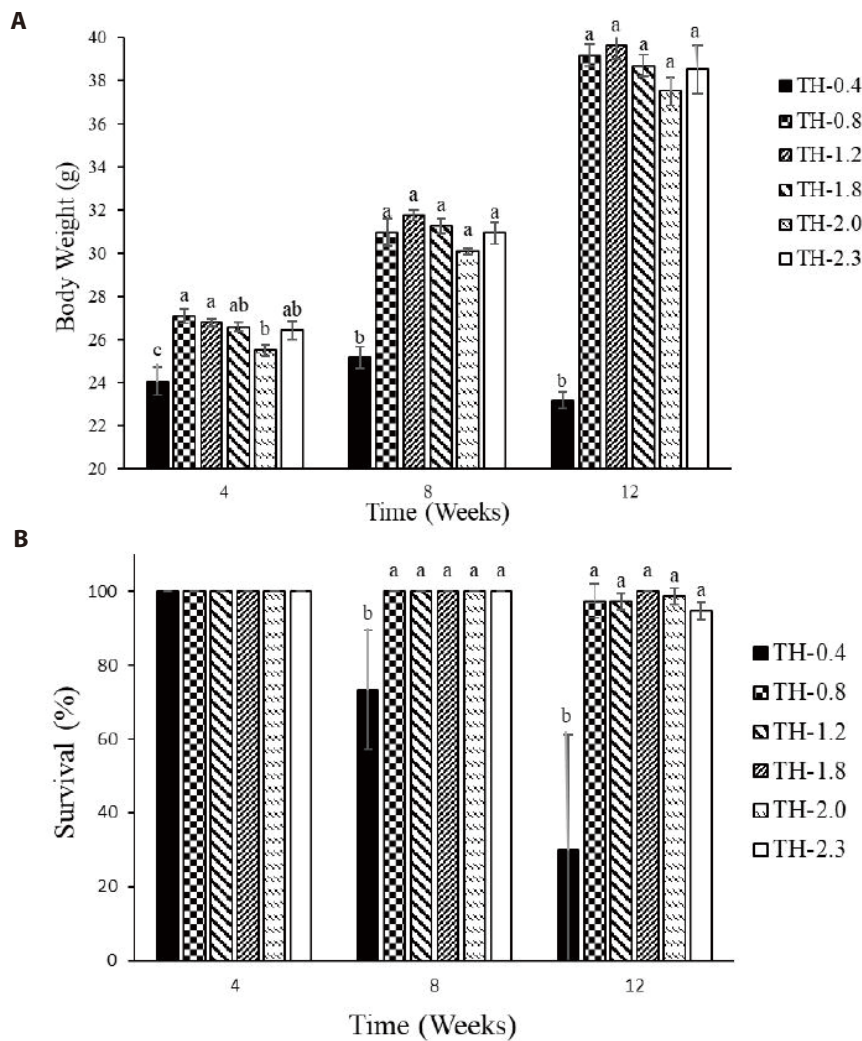 A
Body Weight (g)
40
38
36
34
32
30
28
26
24
22
20
c a a ab b ab
b a a a a a
b a a a a a
4 8 12
Time (Weeks)
TH-0.4
TH-0.8
TH-1.2
TH-1.8
TH-2.0
TH-2.3
B
Survival (%)
100
80
60
40
20
0
b a a a a a
b a a a a a
4 8 12
Time (Weeks)
TH-0.4
TH-0.8
TH-1.2
TH-1.8
TH-2.0
TH-2.3